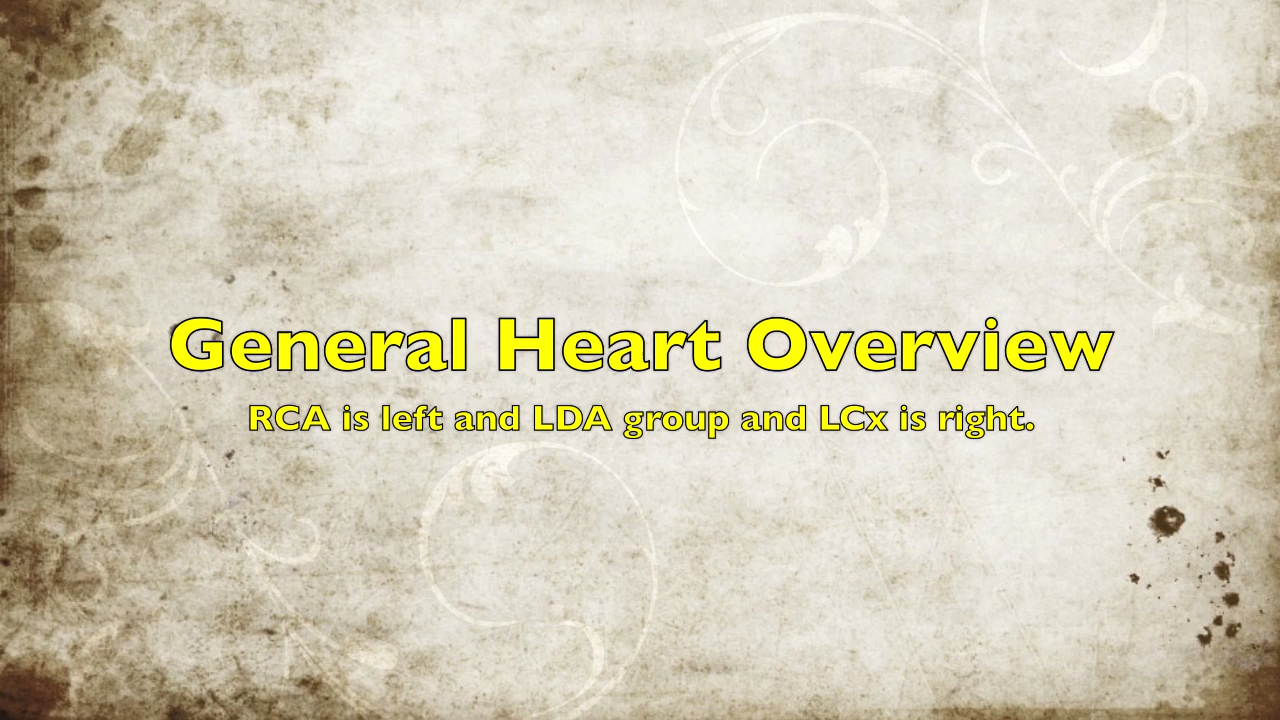 General Heart Overview
RCA is left and LDA group and LCx is right.